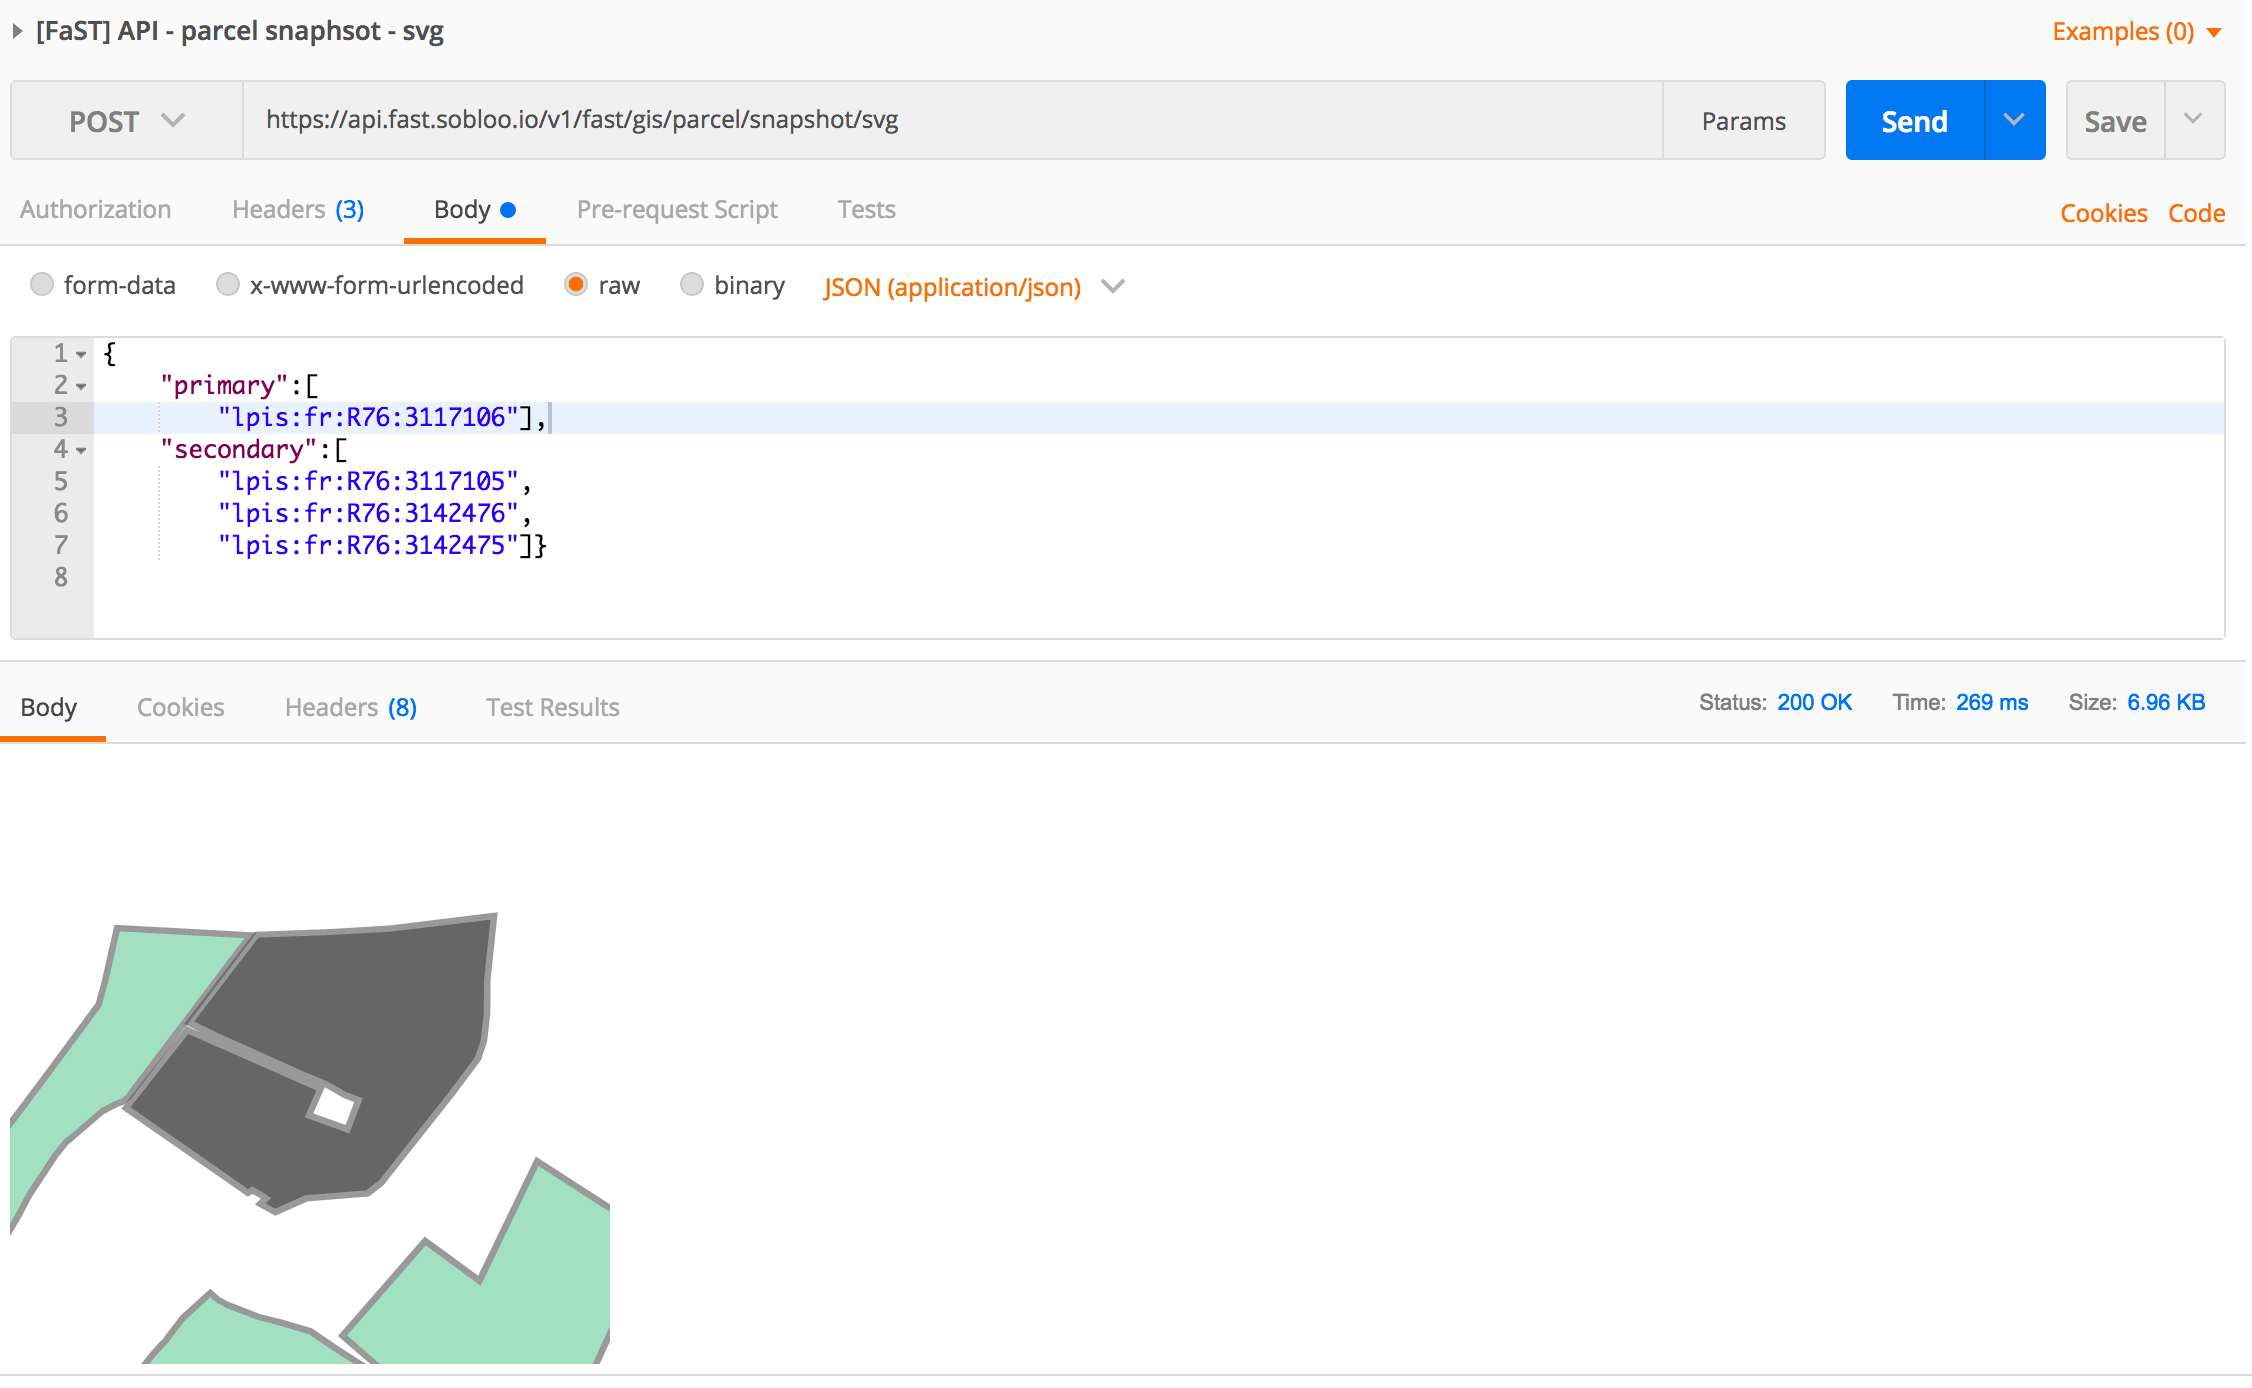 [FaST] API - parcel snaphsot - svg
Examples (0)
POST
https://api.fast.sobloo.io/v1/fast/gis/parcel/snapshot/svg
Params
Send
Save
Authorization
Headers (3)
Body
Pre-request Script
Tests
Cookies
Code
form-data
x-www-form-urlencoded
raw
binary
JSON (application/json)
1 {
2 "primary":[
3 "lpis:fr:R76:3117106"],
4 "secondary":[
5 "lpis:fr:R76:3117105",
6 "lpis:fr:R76:3142476",
7 "lpis:fr:R76:3142475"]}
8
Body
Cookies
Headers (8)
Test Results
Status: 200 OK
Time: 269 ms
Size: 6.96 KB